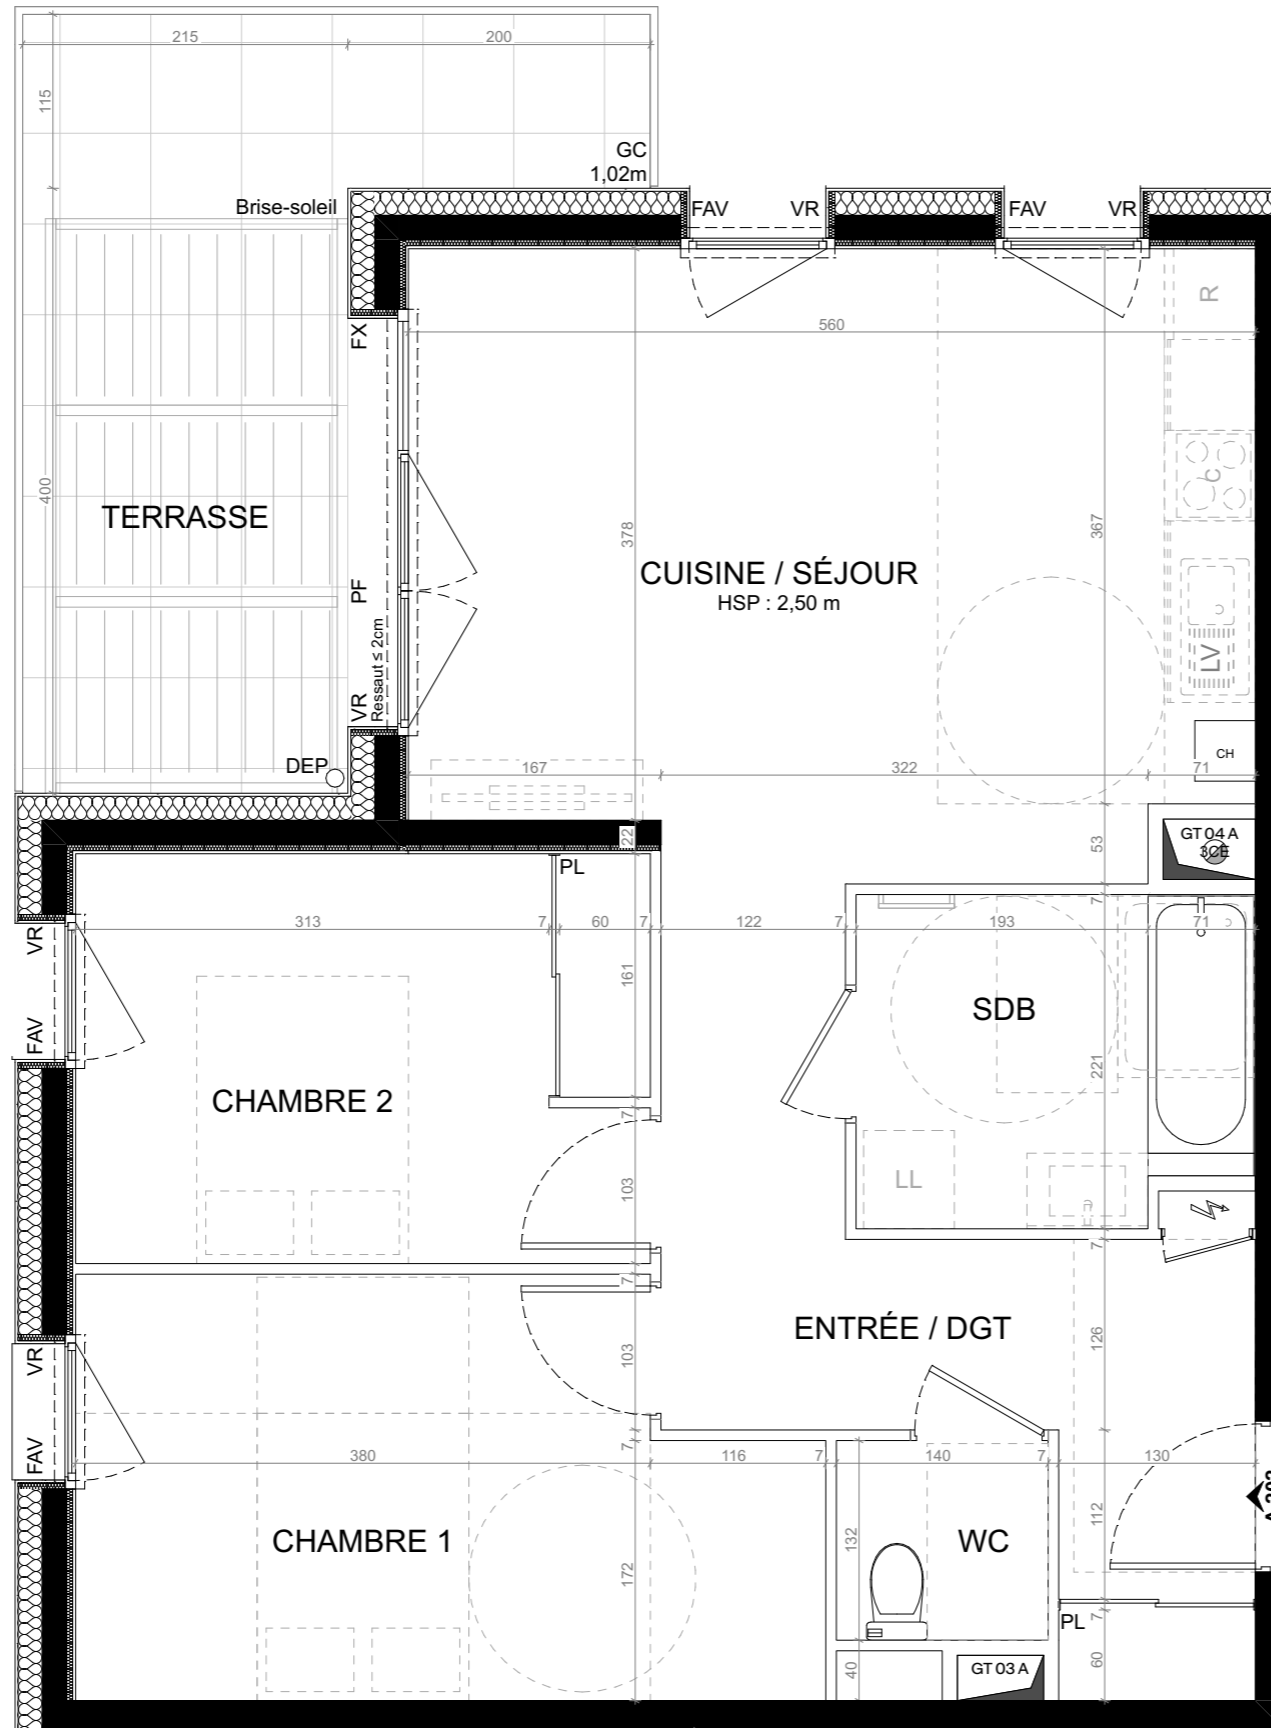 215
200
115
GC
1,02m
Brise-soleil
FAV
VR
FAV
VR
R
FX
560
400
TERRASSE
378
367
C
CUISINE / SÉJOUR
HSP : 2,50 m
PF
VR
Ressaut ≤ 2cm
LV
DEP
CH
167
322
71
22
53
GT 04 A
3CE
PL
7
VR
FAV
313
7
60
7
122
7
193
71
161
SDB
221
CHAMBRE 2
7
103
LL
7
7
ENTRÉE / DGT
126
103
VR
FAV
7
380
116
7
140
7
130
112
CHAMBRE 1
172
132
WC
PL
7
40
GT 03 A
60